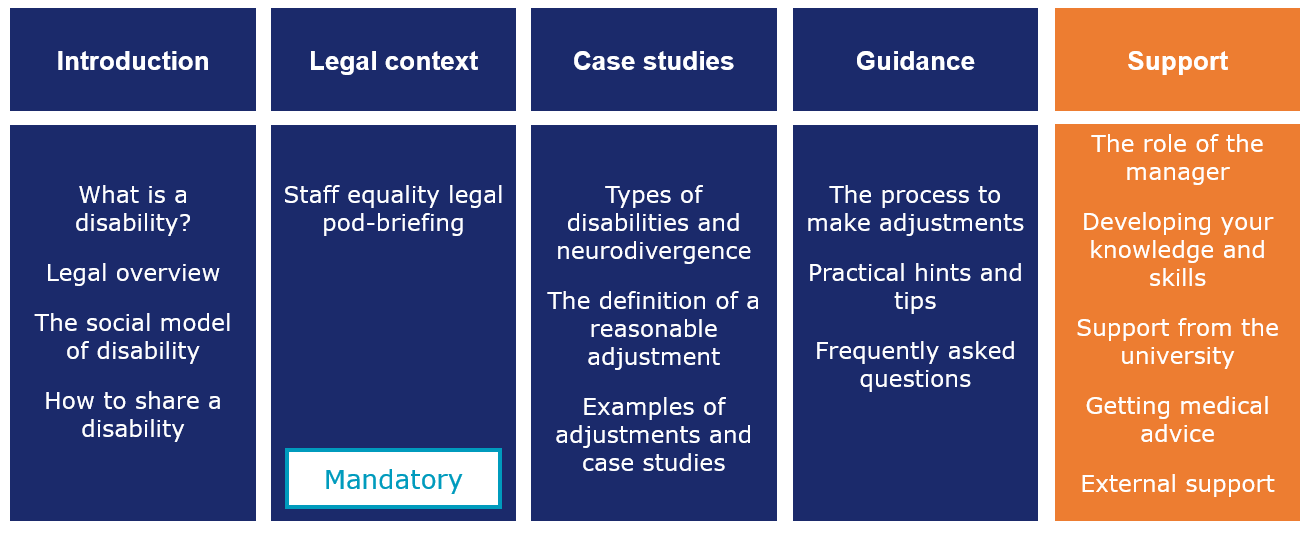 Introduction
What is a
disability?
Legal overview
The social model
of disability
How to share a
disability
Legal context
Staff equality legal
pod-briefing
Mandatory
Case studies
Types of
disabilities and
neurodivergence
The definition of a
reasonable
adjustment
Examples of
adjustments and
case studies
Guidance
The process to
make adjustments
Practical hints and
tips
Frequently asked
questions
Support
The role of the
manager
Developing your
knowledge and
skills
Support from the
university
Getting medical
advice
External support